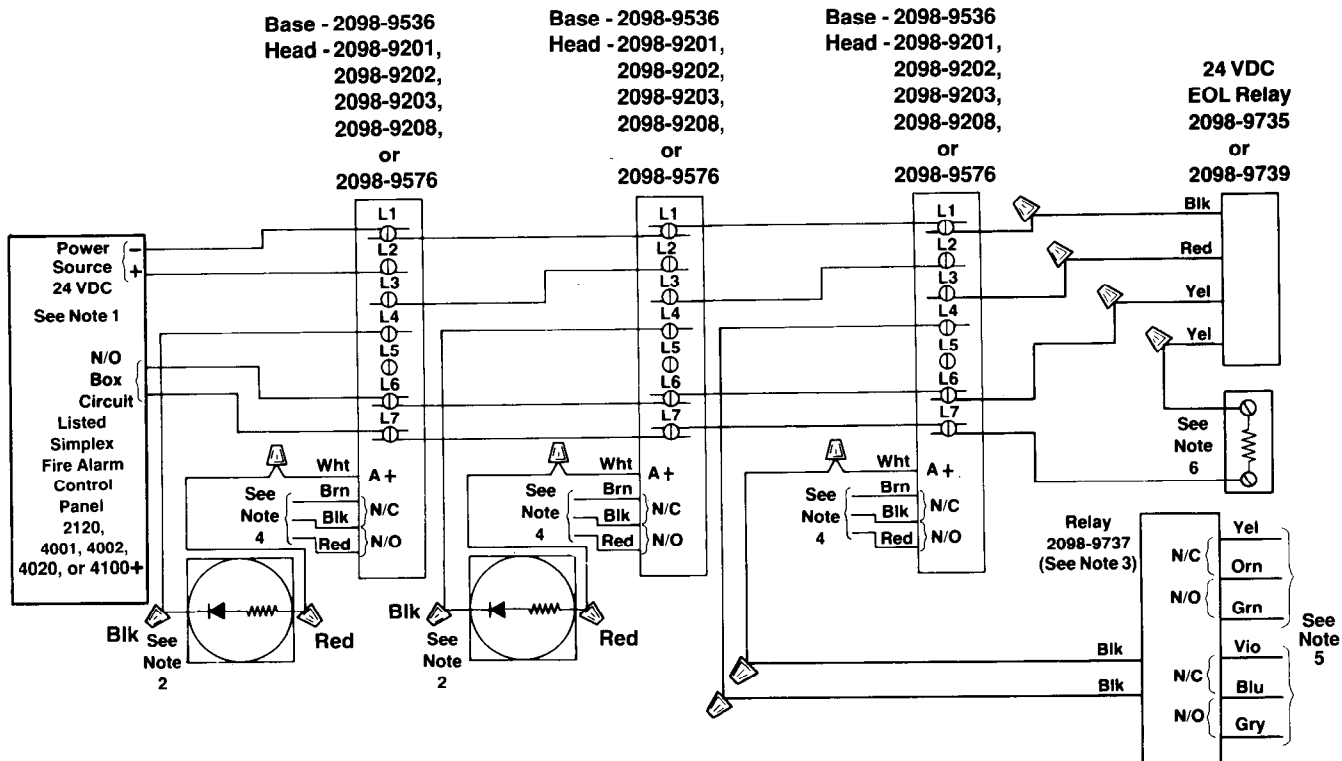 Base - 2098-9536
Head - 2098-9201,
2098-9202,
2098-9203,
2098-9208,
or
2098-9576
Base - 2098-9536
Head - 2098-9201,
2098-9202,
2098-9203,
2098-9208,
or
2098-9576
Base - 2098-9536
Head - 2098-9201,
2098-9202,
2098-9203,
2098-9208,
or
2098-9576
24 VDC
EOL Relay
2098-9735
or
2098-9739
Power -
Source +
24 VDC
See Note 1
N/O
Box
Circuit
Listed
Simplex
Fire Alarm
Control
Panel
2120,
4001, 4002,
4020, or 4100+
L1
L2
L3
L4
L5
L6
L7
A +
Wht
Brn
Blk
Red
N/C
N/O
See
Note
4
Blk
See
Note
2
Red
L1
L2
L3
L4
L5
L6
L7
A +
Wht
Brn
Blk
Red
N/C
N/O
See
Note
4
Blk
See
Note
2
Red
L1
L2
L3
L4
L5
L6
L7
A +
Wht
Brn
Blk
Red
N/C
N/O
See
Note
4
Blk
Red
Yel
Yel
See
Note
6
Relay
2098-9737
(See Note 3)
Blk
Blk
N/C
N/O
N/C
N/O
Yel
Orn
Grn
Vio
Blu
Gry
See
Note
5